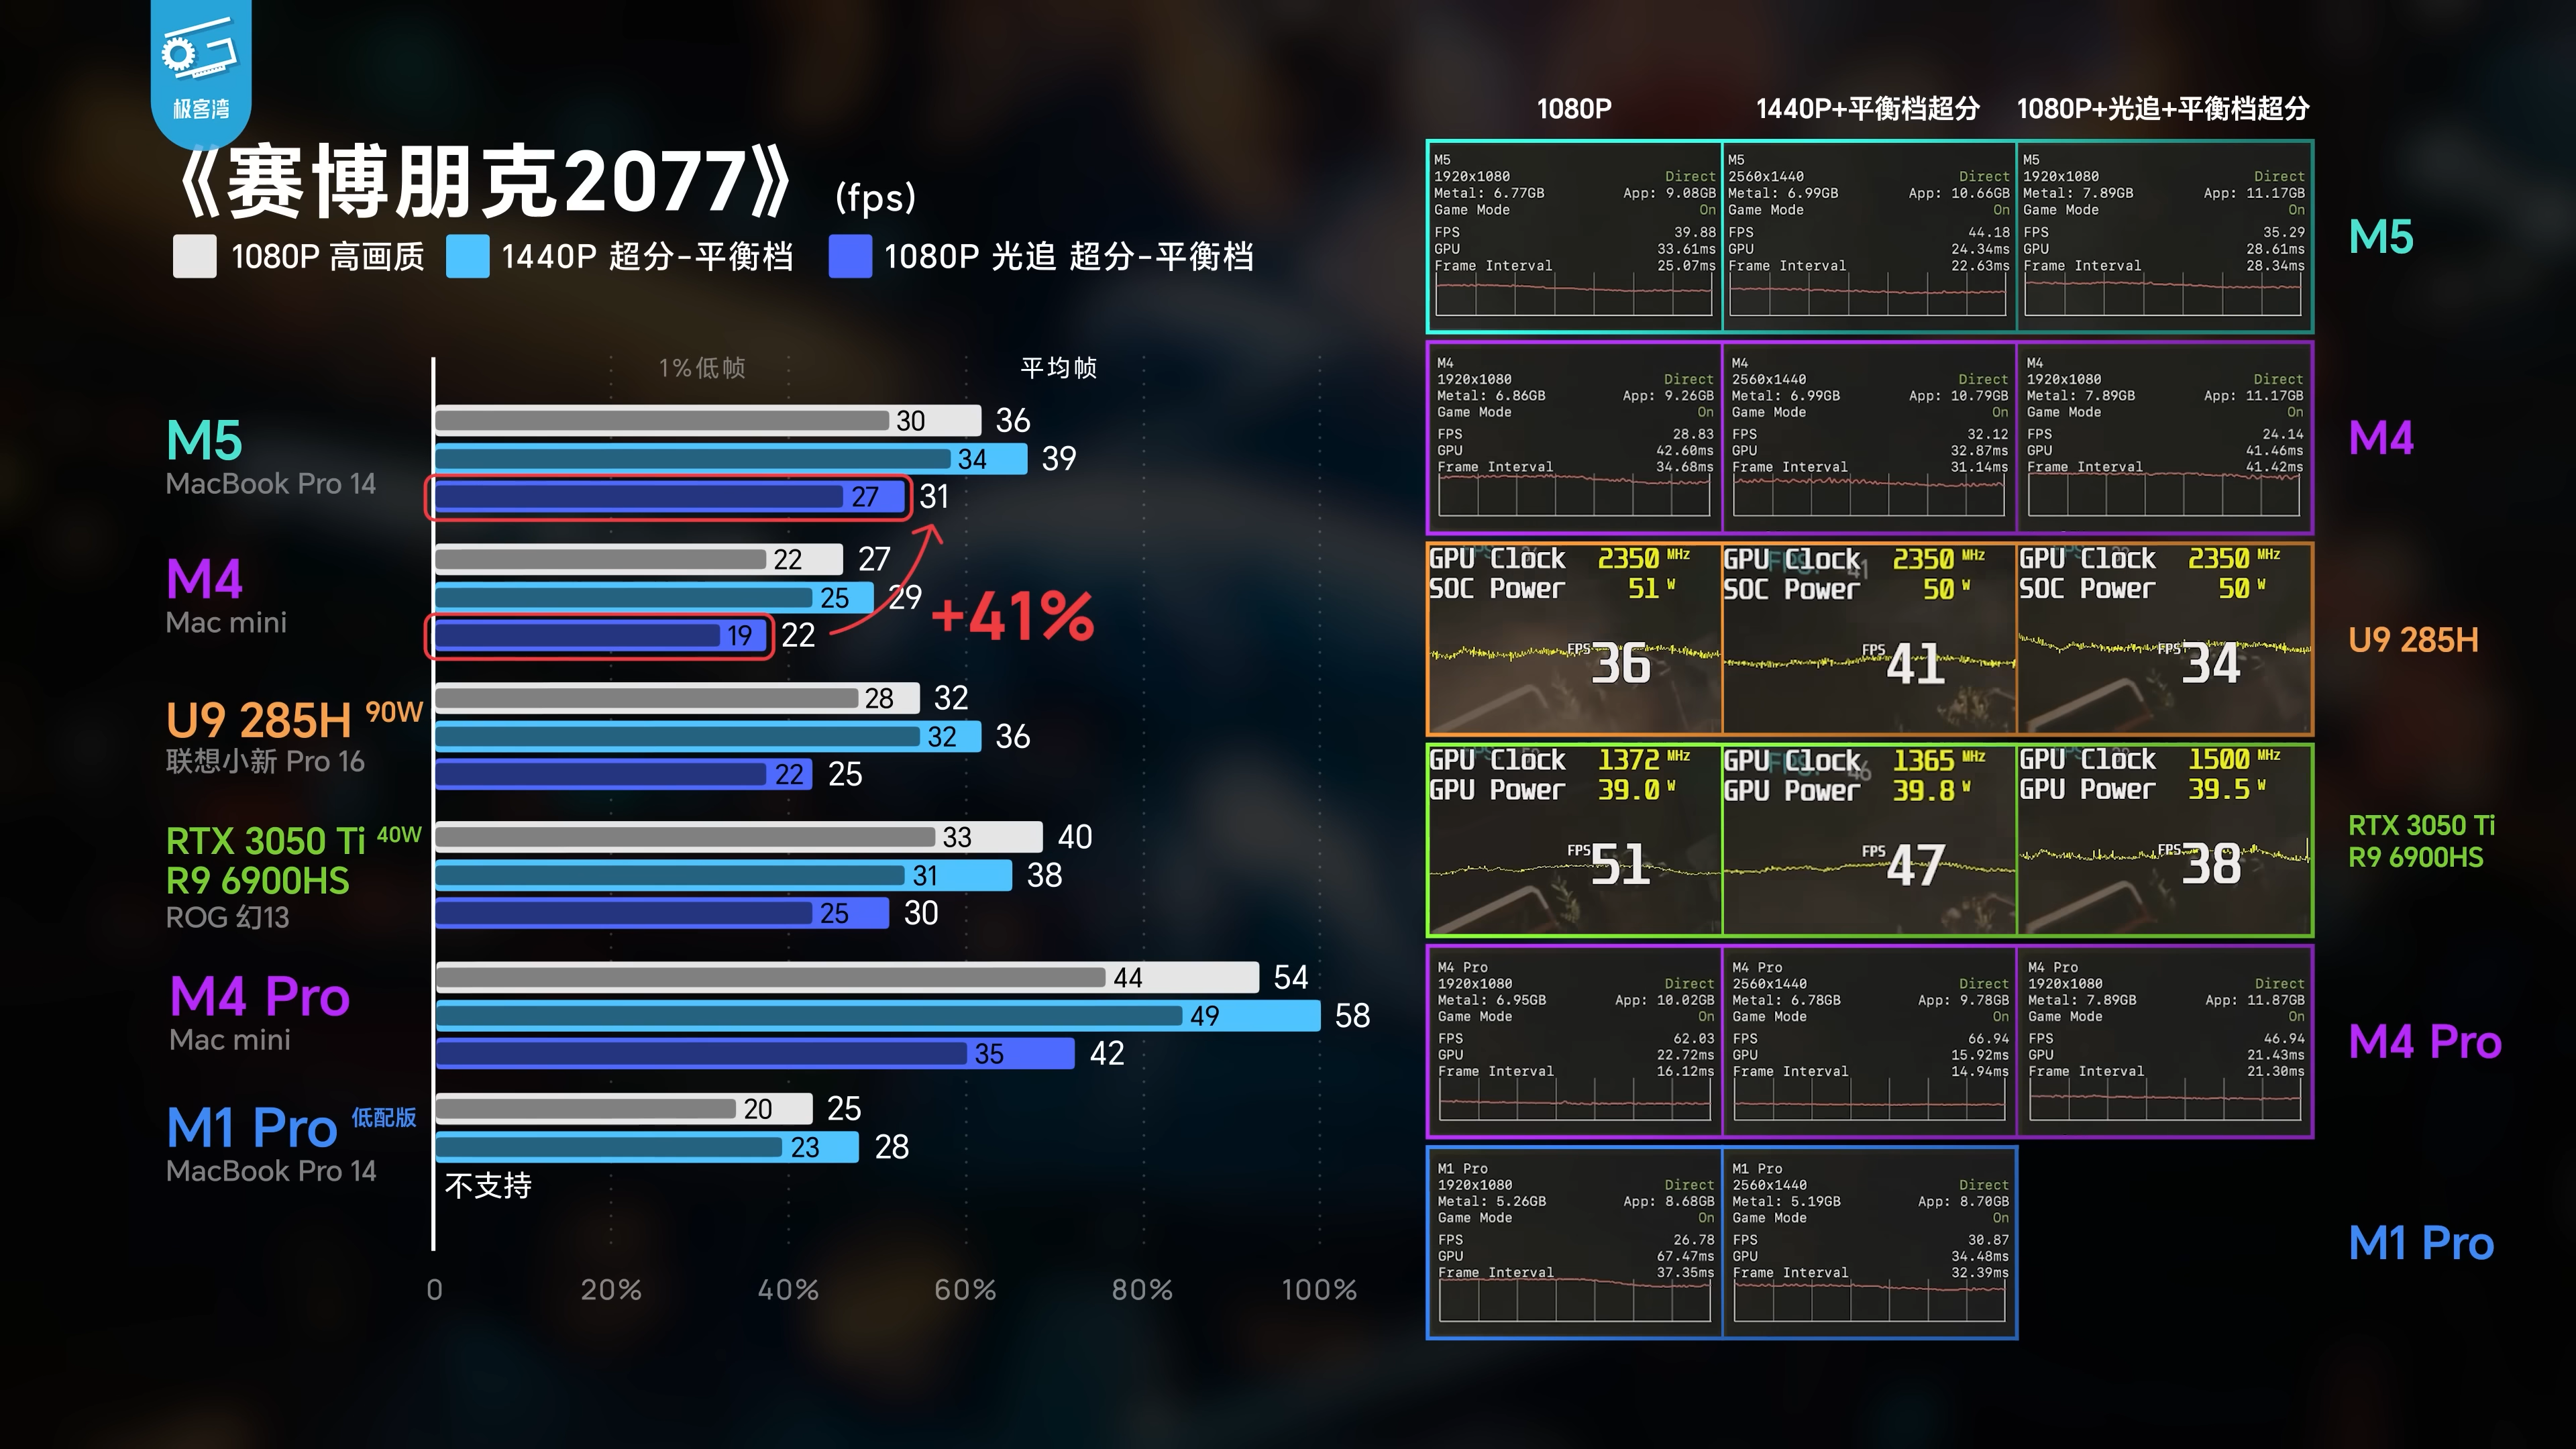 极客湾
《赛博朋克2077》 (fps)
1080P 高画质 1440P 超分-平衡档 1080P 光追 超分-平衡档
1%低帧 平均帧
M5
MacBook Pro 14
30 36
34 39
27 31
M4
Mac mini
22 27
25 29
19 22
+41%
U9 285H 90W
联想小新 Pro 16
28 32
32 36
22 25
RTX 3050 Ti 40W
R9 6900HS
ROG 幻13
33 40
31 38
25 30
M4 Pro
Mac mini
44 54
49 58
35 42
M1 Pro 低配版
MacBook Pro 14
20 25
23 28
不支持
0 20% 40% 60% 80% 100%
1080P 1440P+平衡档超分 1080P+光追+平衡档超分
M5
1920x1080 Direct
Metal: 6.77GB App: 9.08GB
Game Mode On
FPS 39.88
GPU 33.61ms
Frame Interval 25.07ms
M5
2560x1440 Direct
Metal: 6.99GB App: 10.66GB
Game Mode On
FPS 44.18
GPU 24.34ms
Frame Interval 22.63ms
M5
1920x1080 Direct
Metal: 7.89GB App: 11.17GB
Game Mode On
FPS 35.29
GPU 28.61ms
Frame Interval 28.34ms
M5
M4
1920x1080 Direct
Metal: 6.86GB App: 9.26GB
Game Mode On
FPS 28.83
GPU 42.60ms
Frame Interval 34.68ms
M4
2560x1440 Direct
Metal: 6.99GB App: 10.79GB
Game Mode On
FPS 32.12
GPU 32.87ms
Frame Interval 31.14ms
M4
1920x1080 Direct
Metal: 7.89GB App: 11.17GB
Game Mode On
FPS 24.14
GPU 41.46ms
Frame Interval 41.42ms
M4
GPU Clock 2350 MHz
SOC Power 51 W
FPS 36
GPU Clock 2350 MHz
SOC Power 50 W
FPS 41
GPU Clock 2350 MHz
SOC Power 50 W
FPS 34
U9 285H
GPU Clock 1372 MHz
GPU Power 39.0 W
FPS 51
GPU Clock 1365 MHz
GPU Power 39.8 W
FPS 47
GPU Clock 1500 MHz
GPU Power 39.5 W
FPS 38
RTX 3050 Ti
R9 6900HS
M4 Pro
1920x1080 Direct
Metal: 6.95GB App: 10.02GB
Game Mode On
FPS 62.03
GPU 22.72ms
Frame Interval 16.12ms
M4 Pro
2560x1440 Direct
Metal: 6.78GB App: 9.78GB
Game Mode On
FPS 66.94
GPU 15.92ms
Frame Interval 14.94ms
M4 Pro
1920x1080 Direct
Metal: 7.89GB App: 11.87GB
Game Mode On
FPS 46.94
GPU 21.43ms
Frame Interval 21.30ms
M4 Pro
M1 Pro
1920x1080 Direct
Metal: 5.26GB App: 8.68GB
Game Mode On
FPS 26.78
GPU 67.47ms
Frame Interval 37.35ms
M1 Pro
2560x1440 Direct
Metal: 5.19GB App: 8.70GB
Game Mode On
FPS 30.87
GPU 34.48ms
Frame Interval 32.39ms
M1 Pro